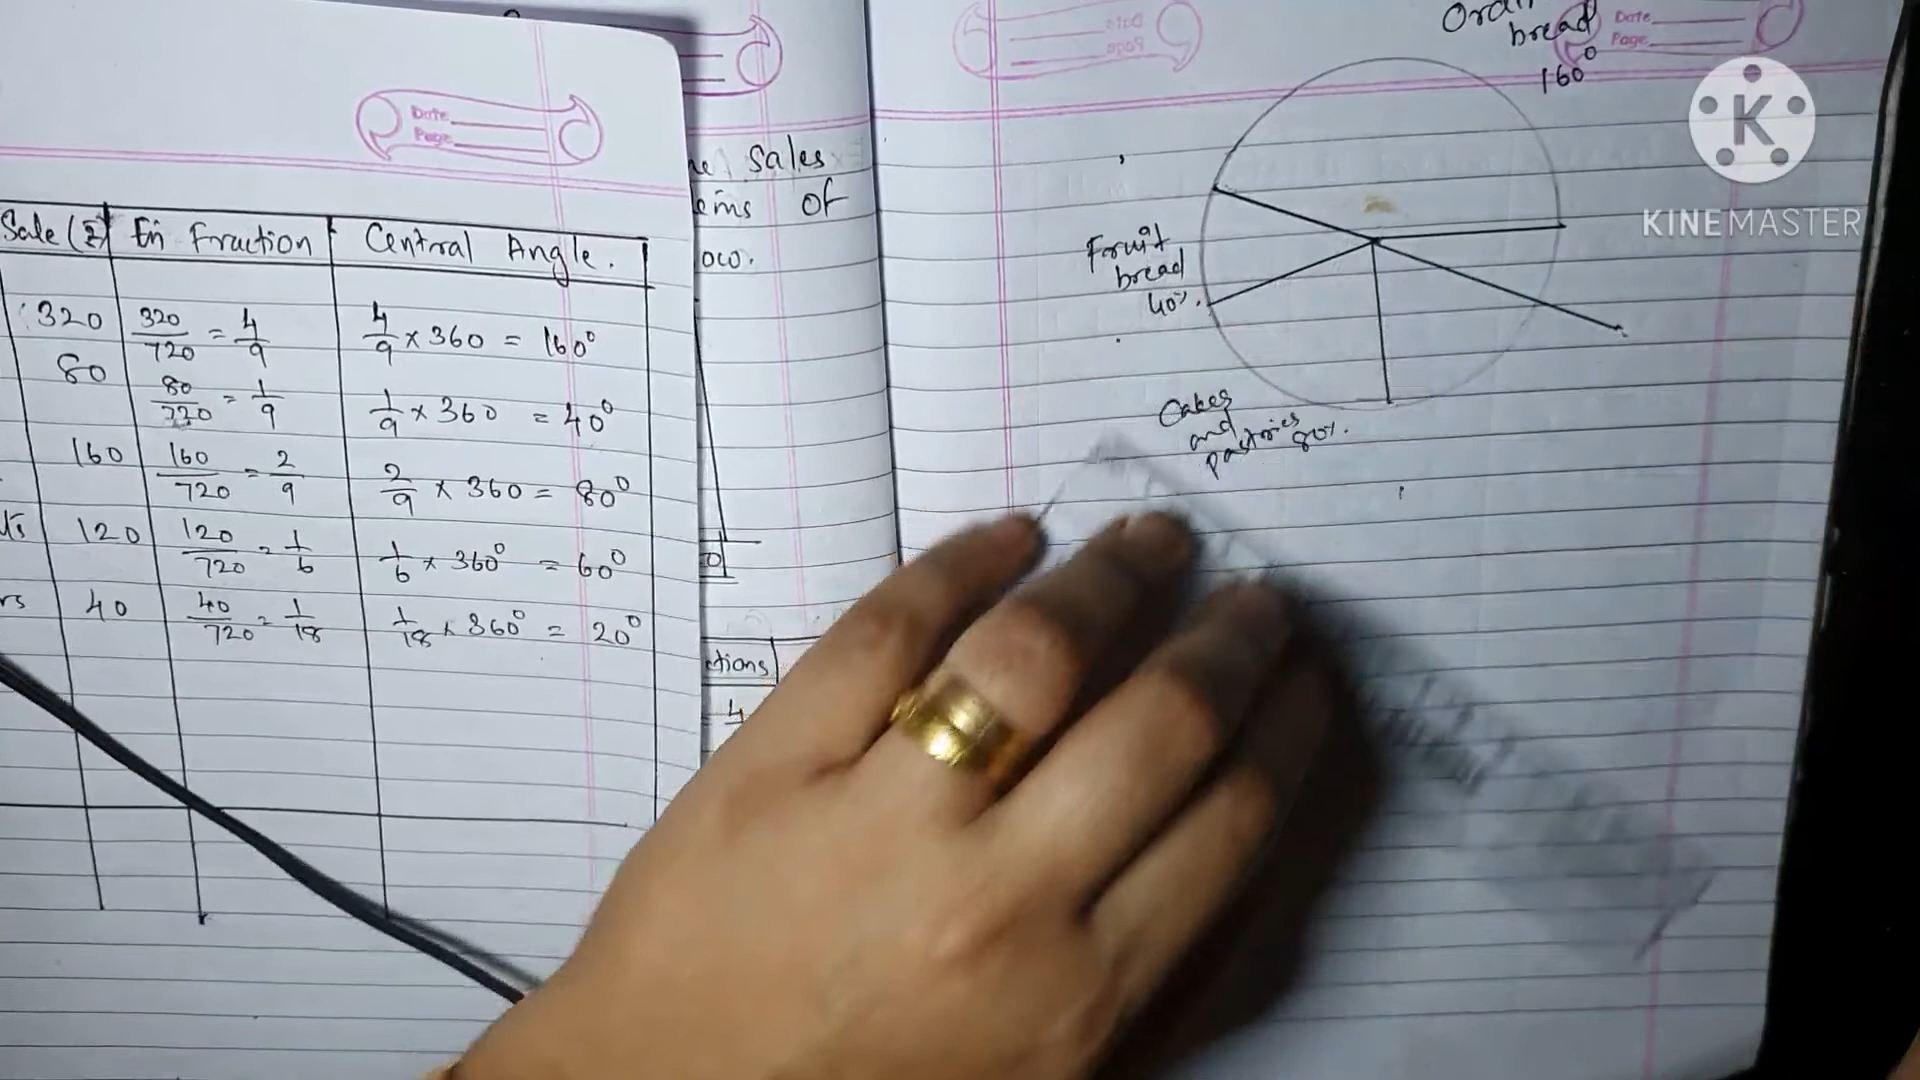 Date
Page
Sale (₹) In Fraction Central Angle.
320 320/720 = 4/9 4/9 × 360 = 160°
80 80/720 = 1/9 1/9 × 360 = 40°
160 160/720 = 2/9 2/9 × 360 = 80°
120 120/720 = 1/6 1/6 × 360° = 60°
rs 40 40/720 = 1/18 1/18 × 360° = 20°
Sales
ems of
ctions
4
Date
Page
bread
160°
Fruit
bread
40%.
Cakes
and
pastries 80%.
K
KINEMASTER